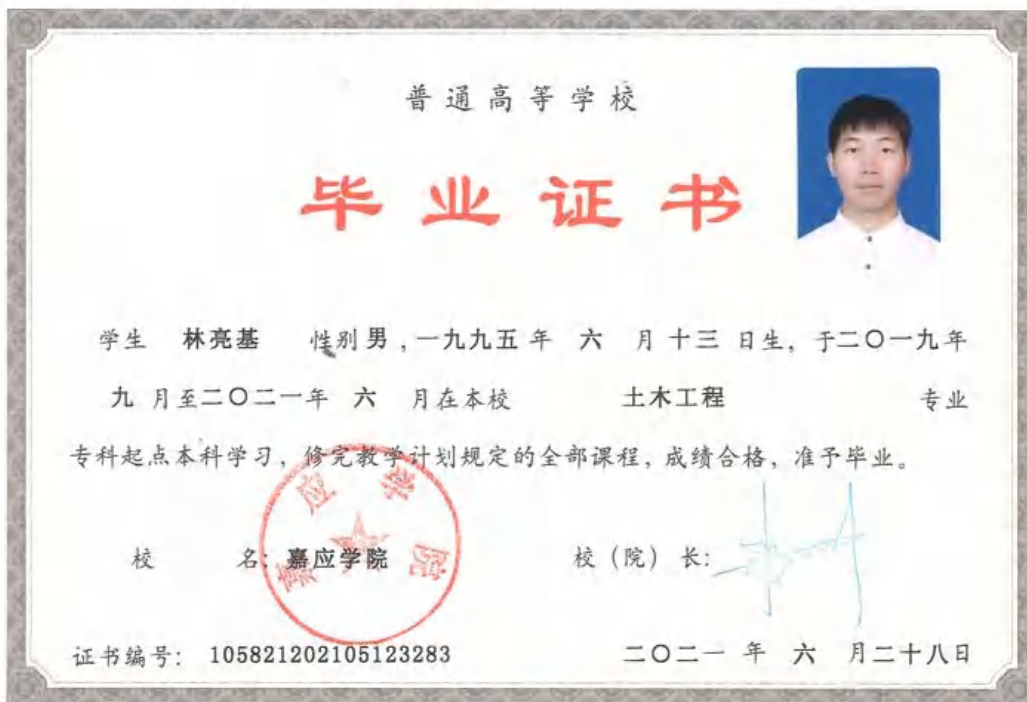 普通高等学校
毕业证书
学生 林亮基 性别 男，一九九五年 六 月十三 日生，于二〇一九年
九 月至二〇二一年 六 月在本校 土木工程 专业
专科起点本科学习，修完教学计划规定的全部课程，成绩合格，准予毕业。
嘉应学院
校 名：嘉应学院 校（院）长：
证书编号：105821202105123283 二〇二一 年 六 月二十八日